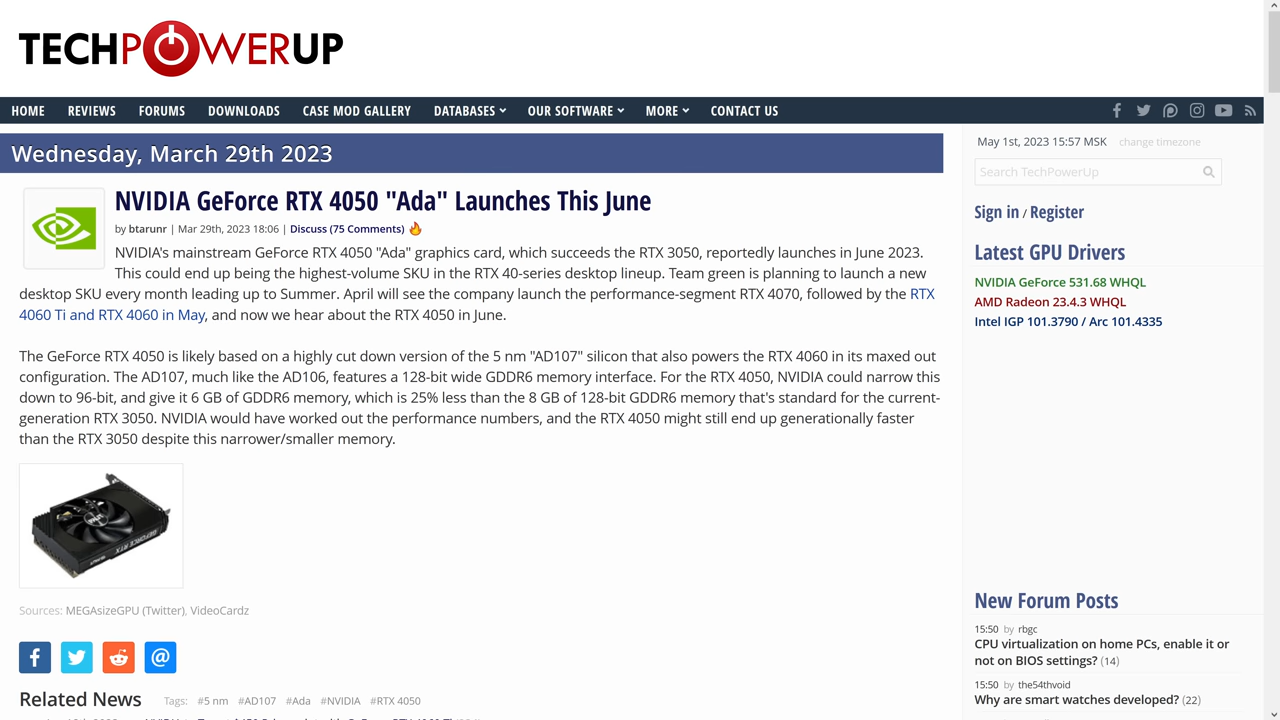 TECHPOWERUP
HOME REVIEWS FORUMS DOWNLOADS CASE MOD GALLERY DATABASES OUR SOFTWARE MORE CONTACT US
Wednesday, March 29th 2023
NVIDIA GeForce RTX 4050 "Ada" Launches This June
by btarunr | Mar 29th, 2023 18:06 | Discuss (75 Comments)
NVIDIA's mainstream GeForce RTX 4050 "Ada" graphics card, which succeeds the RTX 3050, reportedly launches in June 2023.
This could end up being the highest-volume SKU in the RTX 40-series desktop lineup. Team green is planning to launch a new
desktop SKU every month leading up to Summer. April will see the company launch the performance-segment RTX 4070, followed by the RTX
4060 Ti and RTX 4060 in May, and now we hear about the RTX 4050 in June.
The GeForce RTX 4050 is likely based on a highly cut down version of the 5 nm "AD107" silicon that also powers the RTX 4060 in its maxed out
configuration. The AD107, much like the AD106, features a 128-bit wide GDDR6 memory interface. For the RTX 4050, NVIDIA could narrow this
down to 96-bit, and give it 6 GB of GDDR6 memory, which is 25% less than the 8 GB of 128-bit GDDR6 memory that's standard for the current-
generation RTX 3050. NVIDIA would have worked out the performance numbers, and the RTX 4050 might still end up generationally faster
than the RTX 3050 despite this narrower/smaller memory.
GEFORCE RTX
Sources: MEGAsizeGPU (Twitter), VideoCardz
Related News Tags: #5 nm #AD107 #Ada #NVIDIA #RTX 4050
May 1st, 2023 15:57 MSK change timezone
Search TechPowerUp
Sign in / Register
Latest GPU Drivers
NVIDIA GeForce 531.68 WHQL
AMD Radeon 23.4.3 WHQL
Intel IGP 101.3790 / Arc 101.4335
New Forum Posts
15:50 by rbgc
CPU virtualization on home PCs, enable it or
not on BIOS settings? (14)
15:50 by the54thvoid
Why are smart watches developed? (22)